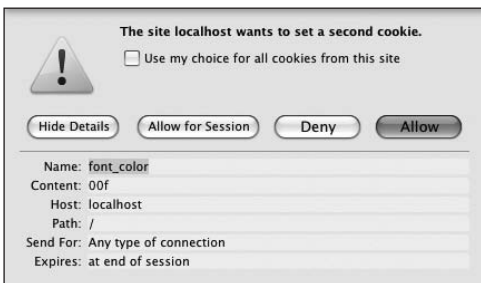 The site localhost wants to set a second cookie.
Use my choice for all cookies from this site
Hide Details Allow for Session Deny Allow
Name: font_color
Content: 00f
Host: localhost
Path: /
Send For: Any type of connection
Expires: at end of session